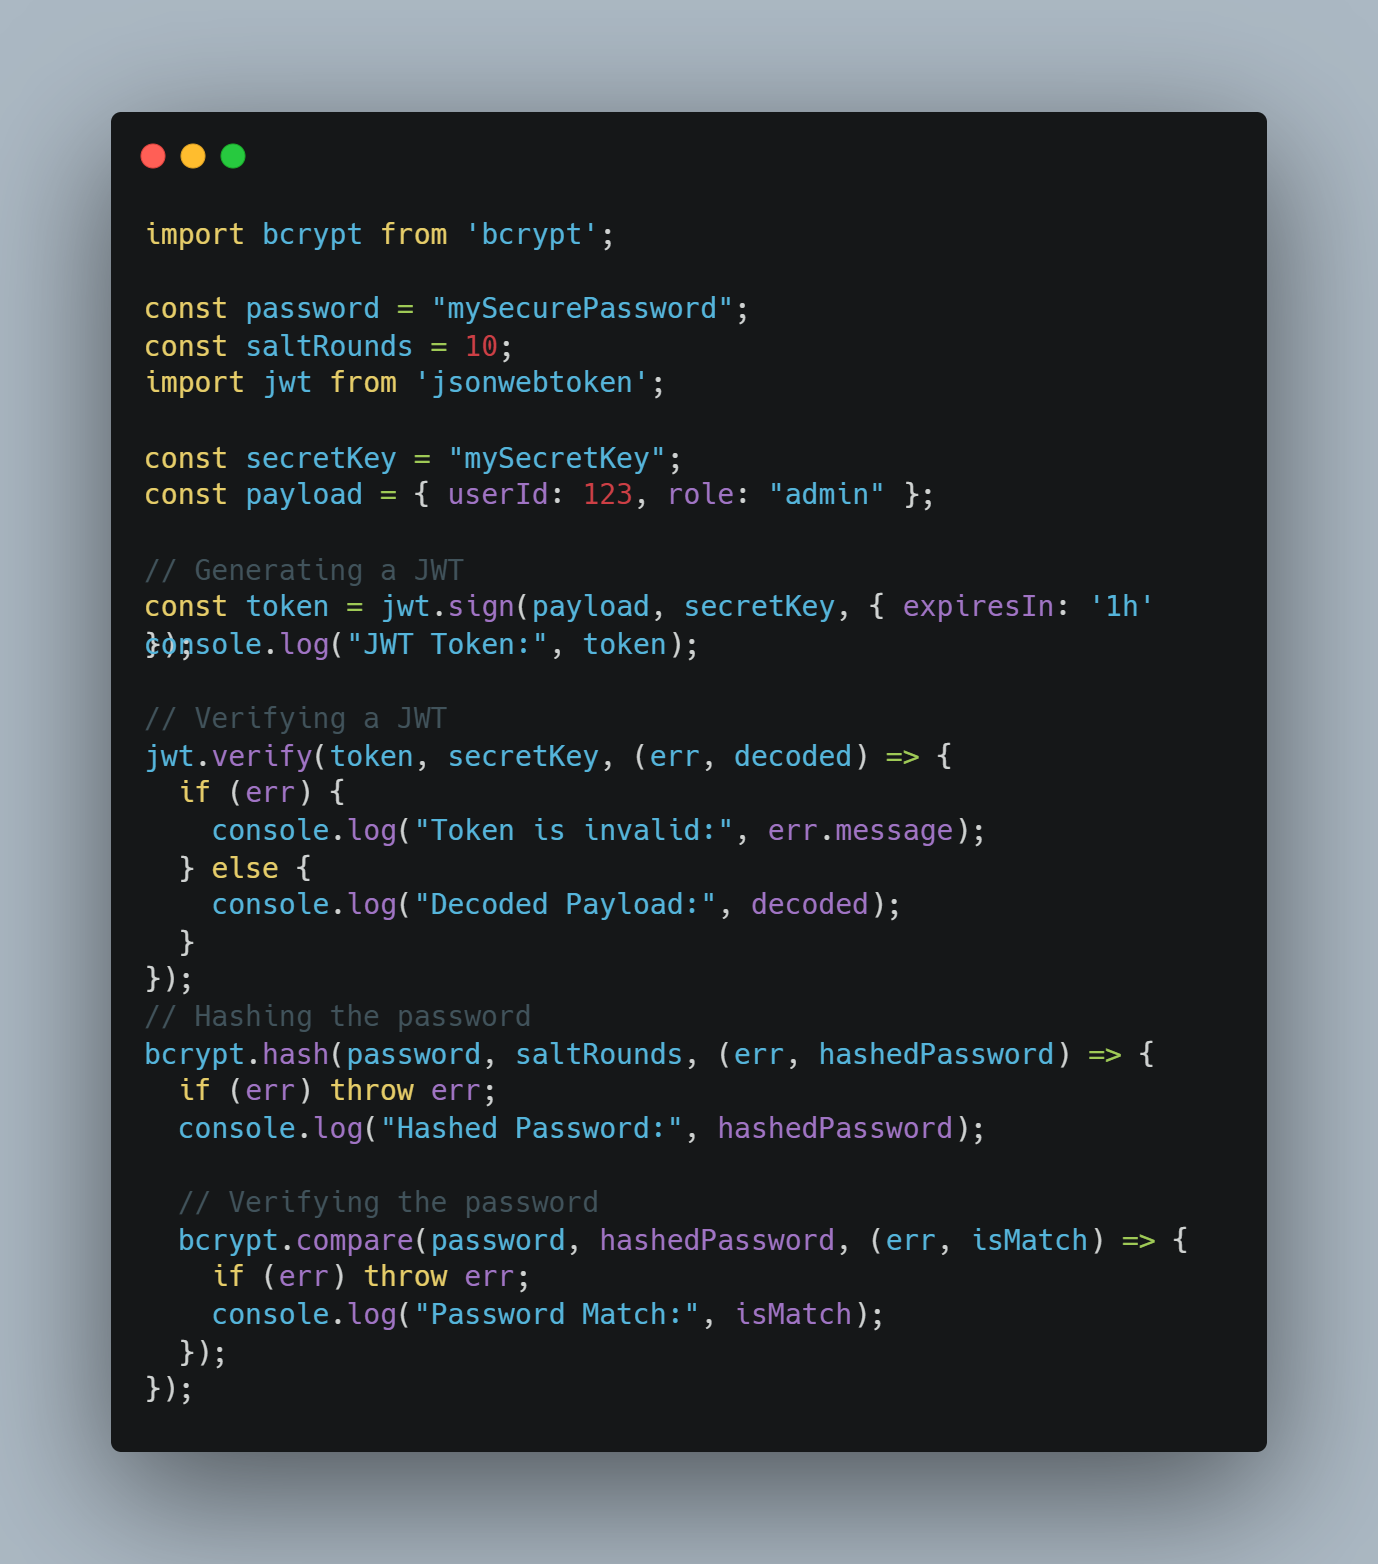 import bcrypt from 'bcrypt';

const password = "mySecurePassword";
const saltRounds = 10;
import jwt from 'jsonwebtoken';

const secretKey = "mySecretKey";
const payload = { userId: 123, role: "admin" };

// Generating a JWT
const token = jwt.sign(payload, secretKey, { expiresIn: '1h'
});
console.log("JWT Token:", token);

// Verifying a JWT
jwt.verify(token, secretKey, (err, decoded) => {
  if (err) {
    console.log("Token is invalid:", err.message);
  } else {
    console.log("Decoded Payload:", decoded);
  }
});
// Hashing the password
bcrypt.hash(password, saltRounds, (err, hashedPassword) => {
  if (err) throw err;
  console.log("Hashed Password:", hashedPassword);

  // Verifying the password
  bcrypt.compare(password, hashedPassword, (err, isMatch) => {
    if (err) throw err;
    console.log("Password Match:", isMatch);
  });
});